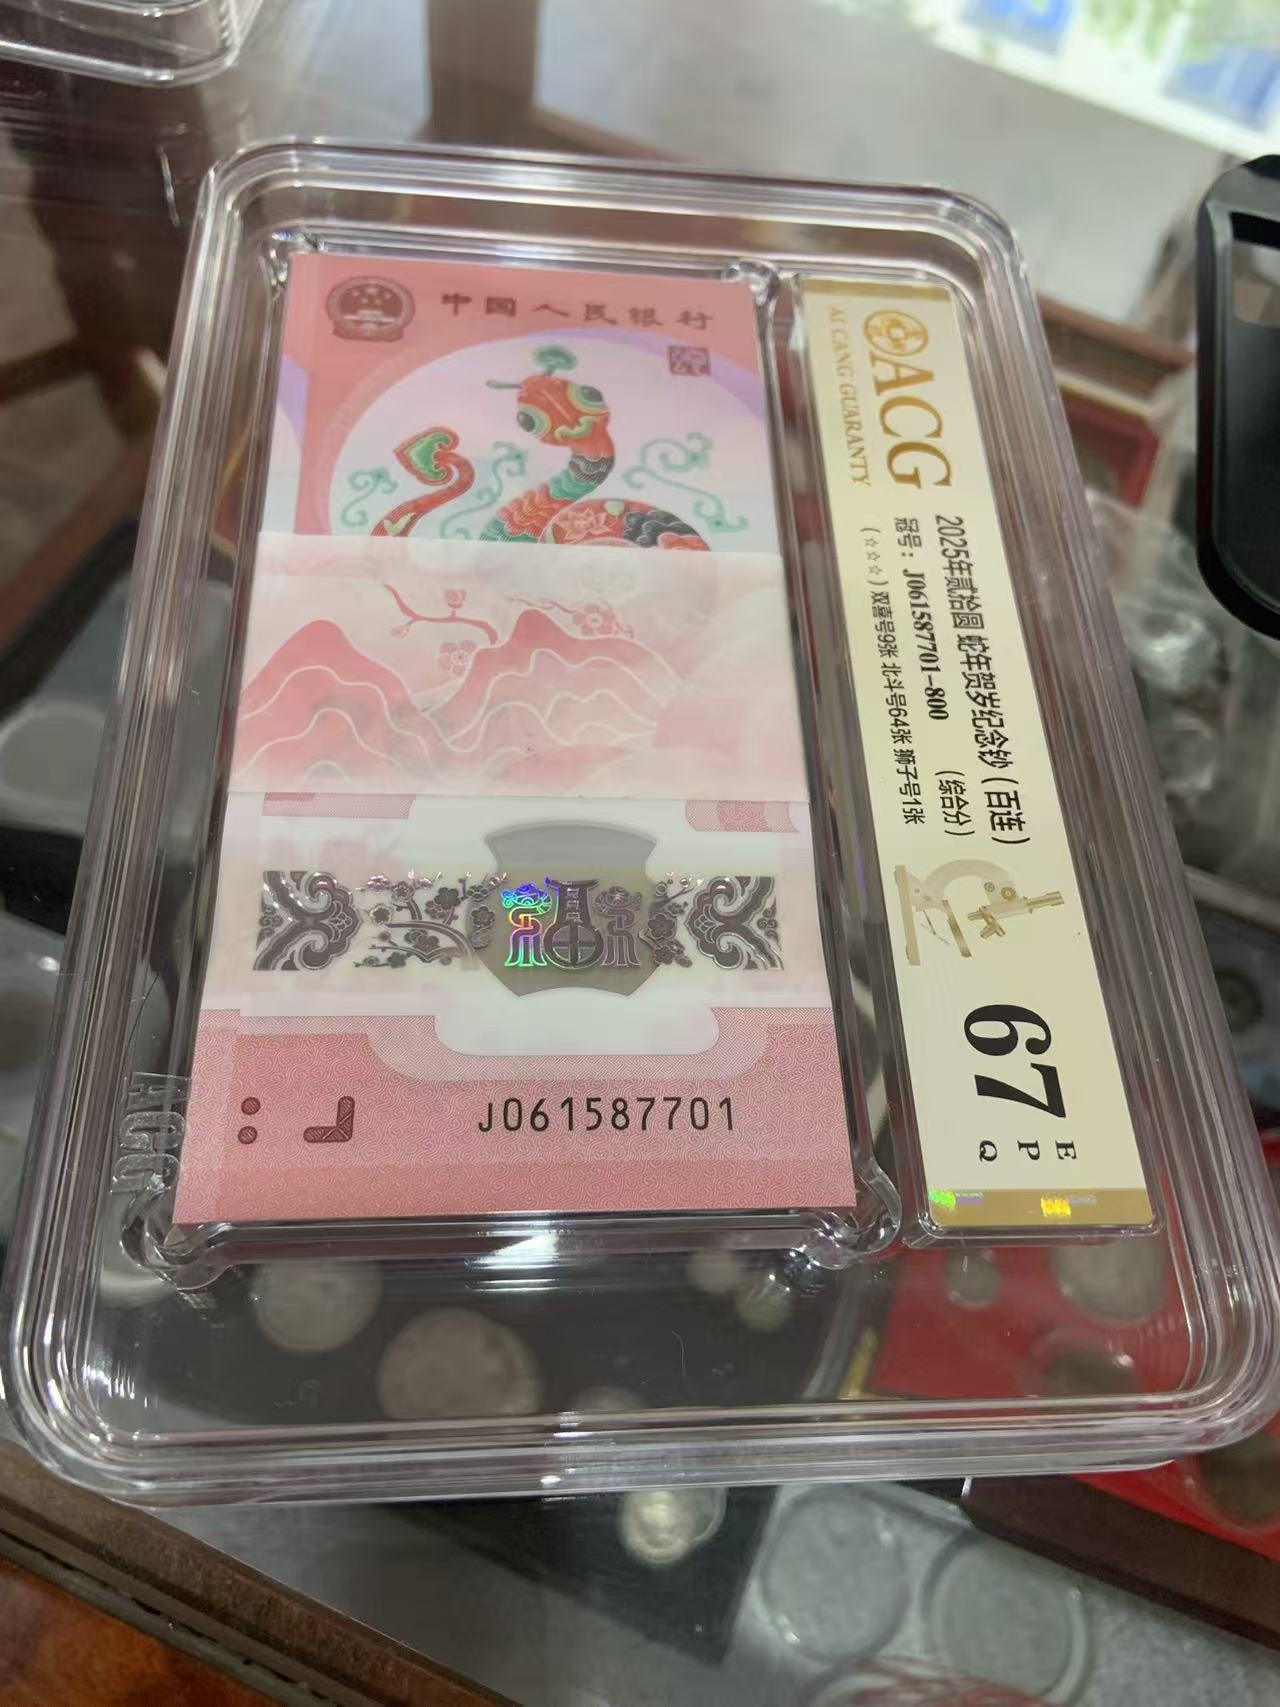 中国人民银行
J061587701
ACG
ACG
AI CANG GUARANTY
2025年贰拾圆 蛇年贺岁纪念钞（百连）
冠号：J061587701-800 （综合分）
（☆☆☆）双喜号9张 北斗号64张 狮子号1张
67
E
P
Q